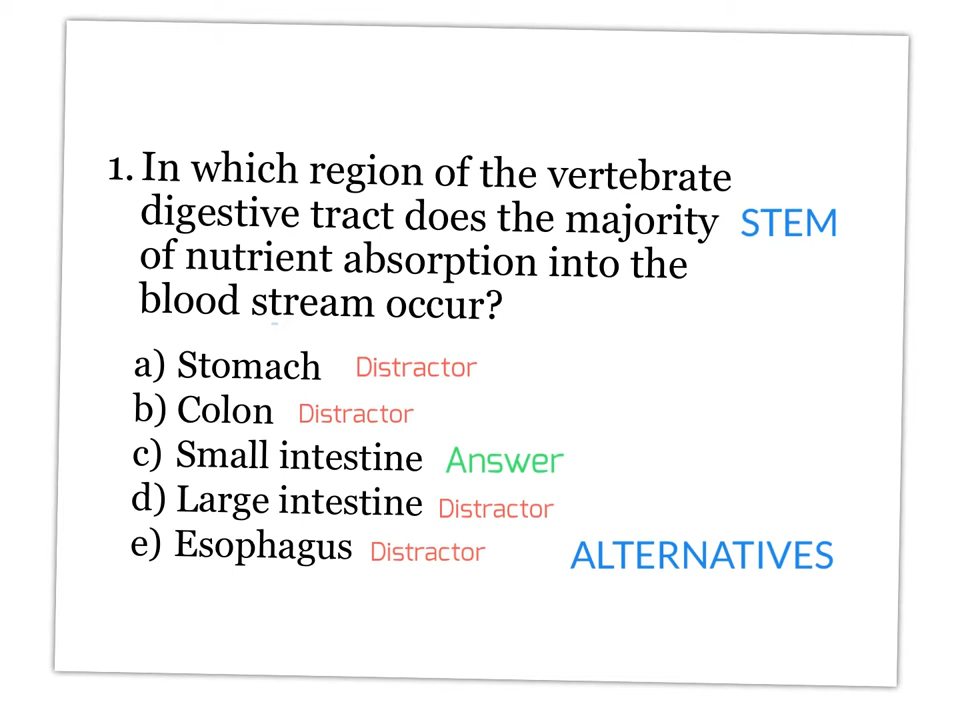 1. In which region of the vertebrate
digestive tract does the majority STEM
of nutrient absorption into the
blood stream occur?
a) Stomach Distractor
b) Colon Distractor
c) Small intestine Answer
d) Large intestine Distractor
e) Esophagus Distractor ALTERNATIVES